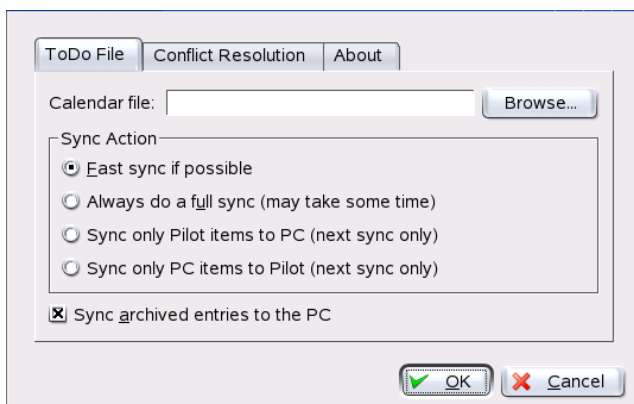 ToDo File Conflict Resolution About
Calendar file: Browse...
Sync Action
Fast sync if possible
Always do a full sync (may take some time)
Sync only Pilot items to PC (next sync only)
Sync only PC items to Pilot (next sync only)
Sync archived entries to the PC
OK Cancel